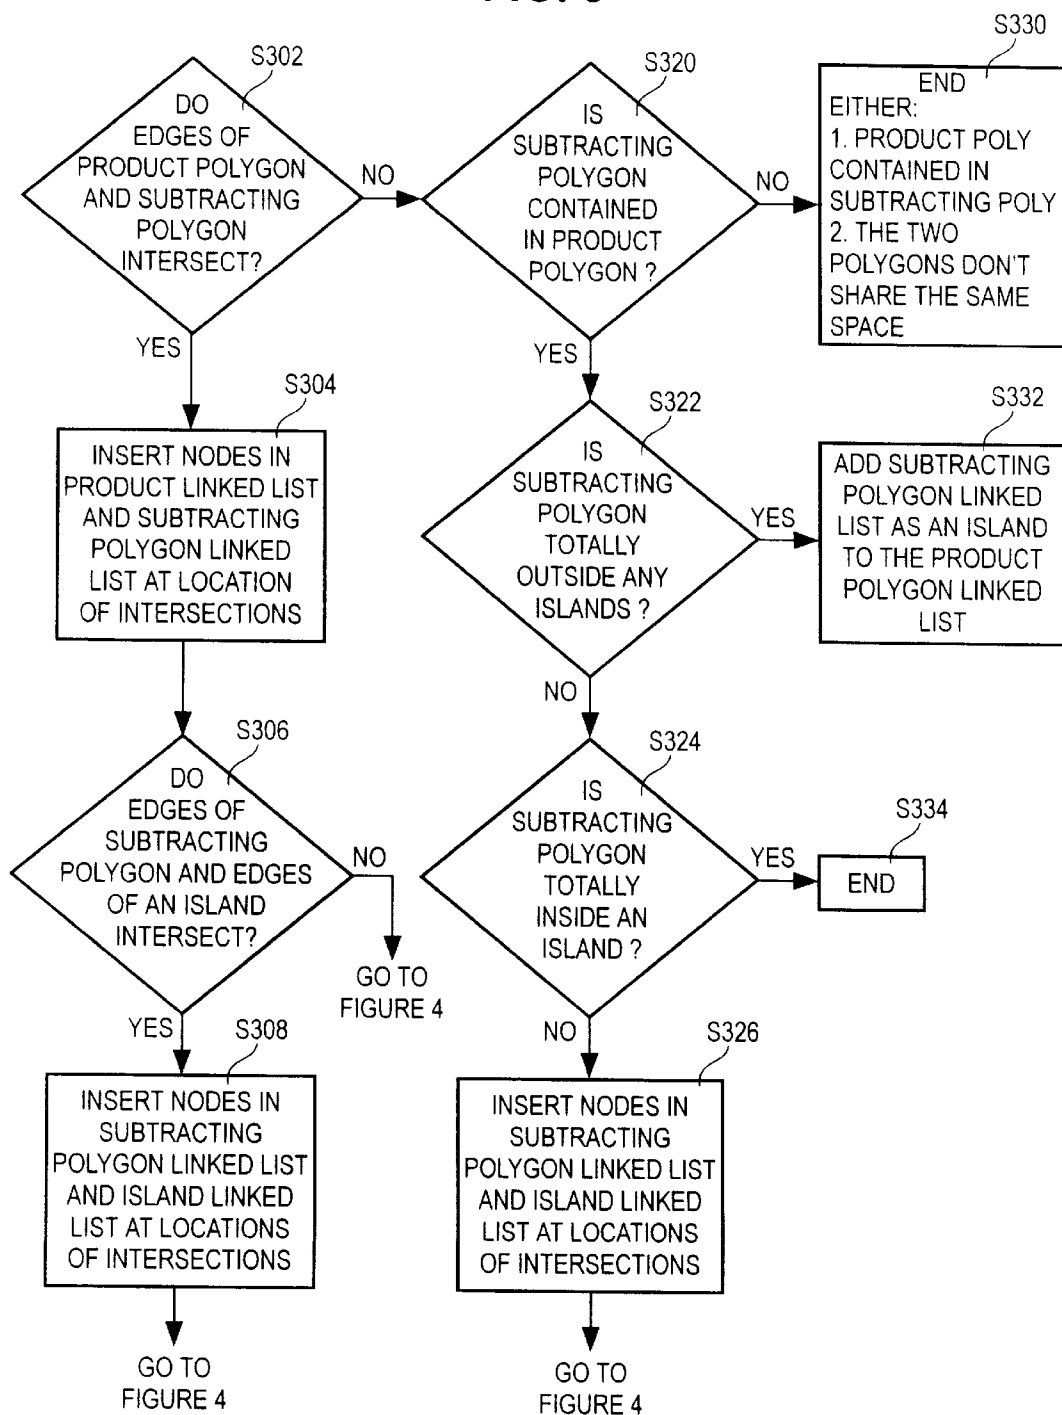 S302
DO
EDGES OF
PRODUCT POLYGON
AND SUBTRACTING
POLYGON
INTERSECT?
NO
YES
S320
IS
SUBTRACTING
POLYGON
CONTAINED
IN PRODUCT
POLYGON ?
NO
YES
S330
END
EITHER:
1. PRODUCT POLY
CONTAINED IN
SUBTRACTING POLY
2. THE TWO
POLYGONS DON'T
SHARE THE SAME
SPACE
S304
INSERT NODES IN
PRODUCT LINKED LIST
AND SUBTRACTING
POLYGON LINKED
LIST AT LOCATION
OF INTERSECTIONS
S322
IS
SUBTRACTING
POLYGON
TOTALLY
OUTSIDE ANY
ISLANDS ?
YES
NO
S332
ADD SUBTRACTING
POLYGON LINKED
LIST AS AN ISLAND
TO THE PRODUCT
POLYGON LINKED
LIST
S306
DO
EDGES OF
SUBTRACTING
POLYGON AND EDGES
OF AN ISLAND
INTERSECT?
NO
GO TO
FIGURE 4
YES
S324
IS
SUBTRACTING
POLYGON
TOTALLY
INSIDE AN
ISLAND ?
YES
NO
S334
END
S308
INSERT NODES IN
SUBTRACTING
POLYGON LINKED LIST
AND ISLAND LINKED
LIST AT LOCATIONS
OF INTERSECTIONS
GO TO
FIGURE 4
S326
INSERT NODES IN
SUBTRACTING
POLYGON LINKED LIST
AND ISLAND LINKED
LIST AT LOCATIONS
OF INTERSECTIONS
GO TO
FIGURE 4